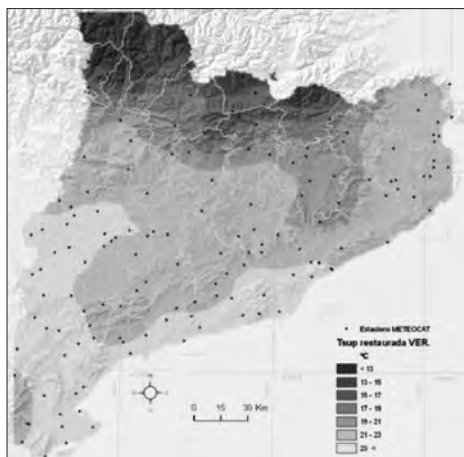 Estacions METEOCAT
Tsup restaurada VER.
ºC
< 13
13 - 15
15 - 17
17 - 19
19 - 21
21 - 23
23 <
0 15 30 Km